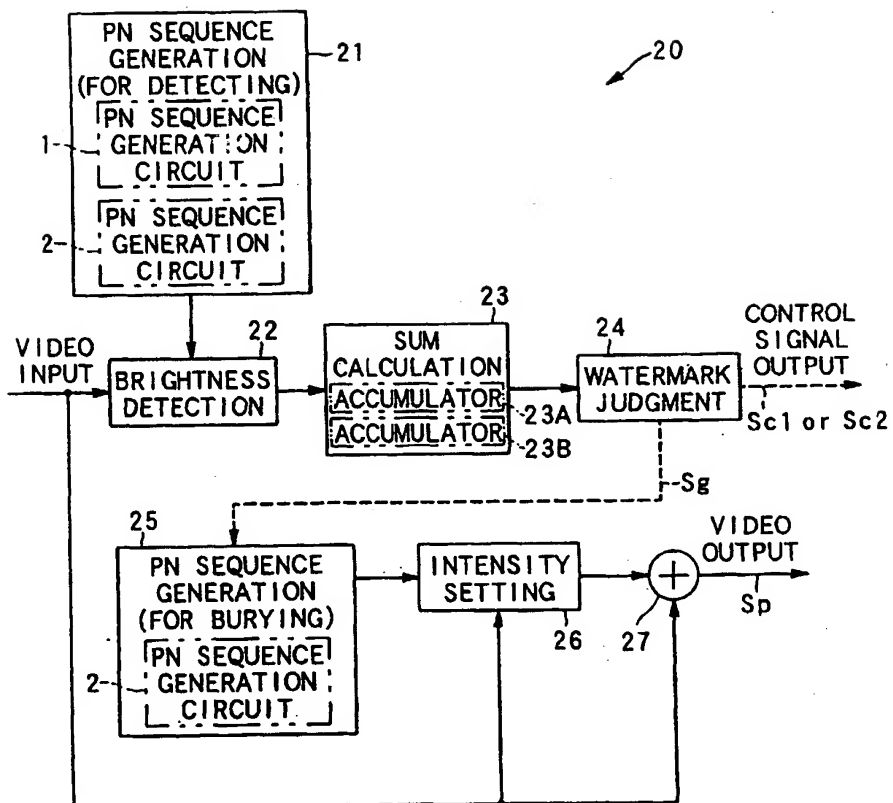 PN SEQUENCE
GENERATION
(FOR DETECTING)
21
20
PN SEQUENCE
GENERATION
CIRCUIT
1
PN SEQUENCE
GENERATION
CIRCUIT
2
VIDEO
INPUT
22
BRIGHTNESS
DETECTION
23
SUM
CALCULATION
ACCUMULATOR
23A
ACCUMULATOR
23B
24
WATERMARK
JUDGMENT
CONTROL
SIGNAL
OUTPUT
Sc1 or Sc2
Sg
25
PN SEQUENCE
GENERATION
(FOR BURYING)
PN SEQUENCE
GENERATION
CIRCUIT
2
INTENSITY
SETTING
26
+
27
VIDEO
OUTPUT
Sp